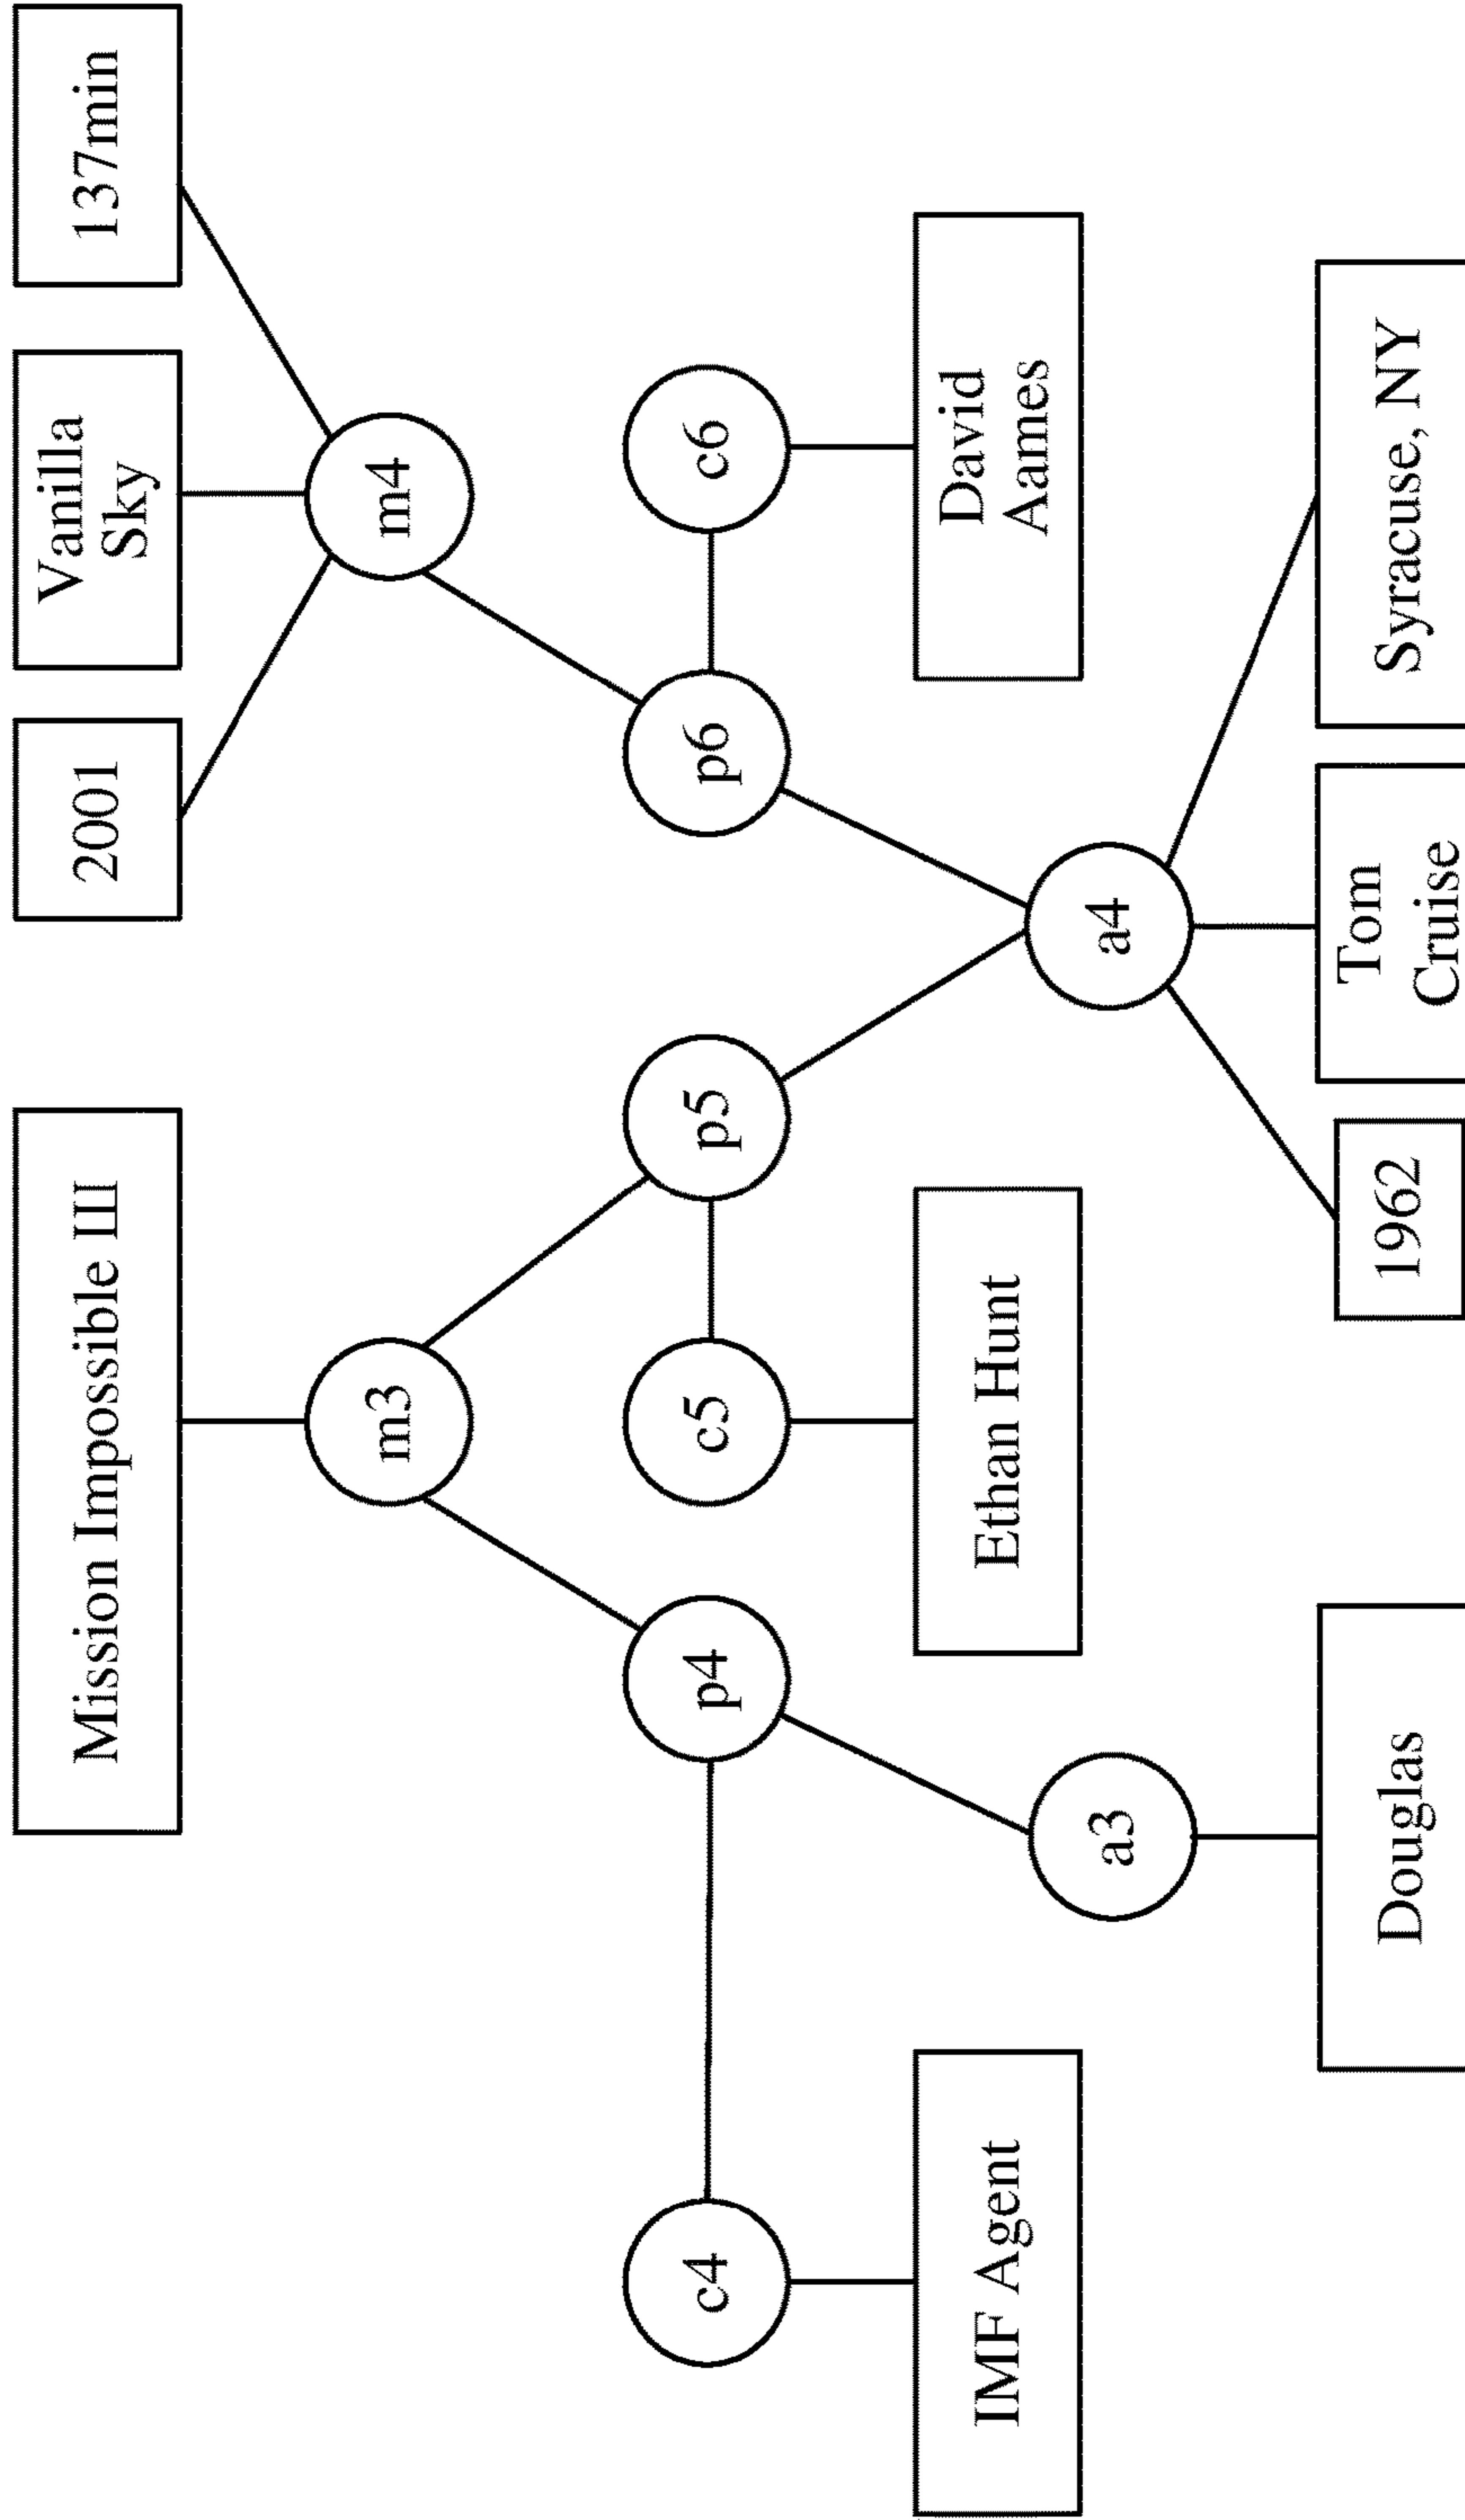 Mission Impossible III
2001
Vanilla
Sky
137min
m3
m4
c4
p4
c5
p5
p6
c6
IMF Agent
Ethan Hunt
David
Aames
a3
a4
Douglas
1962
Tom
Cruise
Syracuse, NY